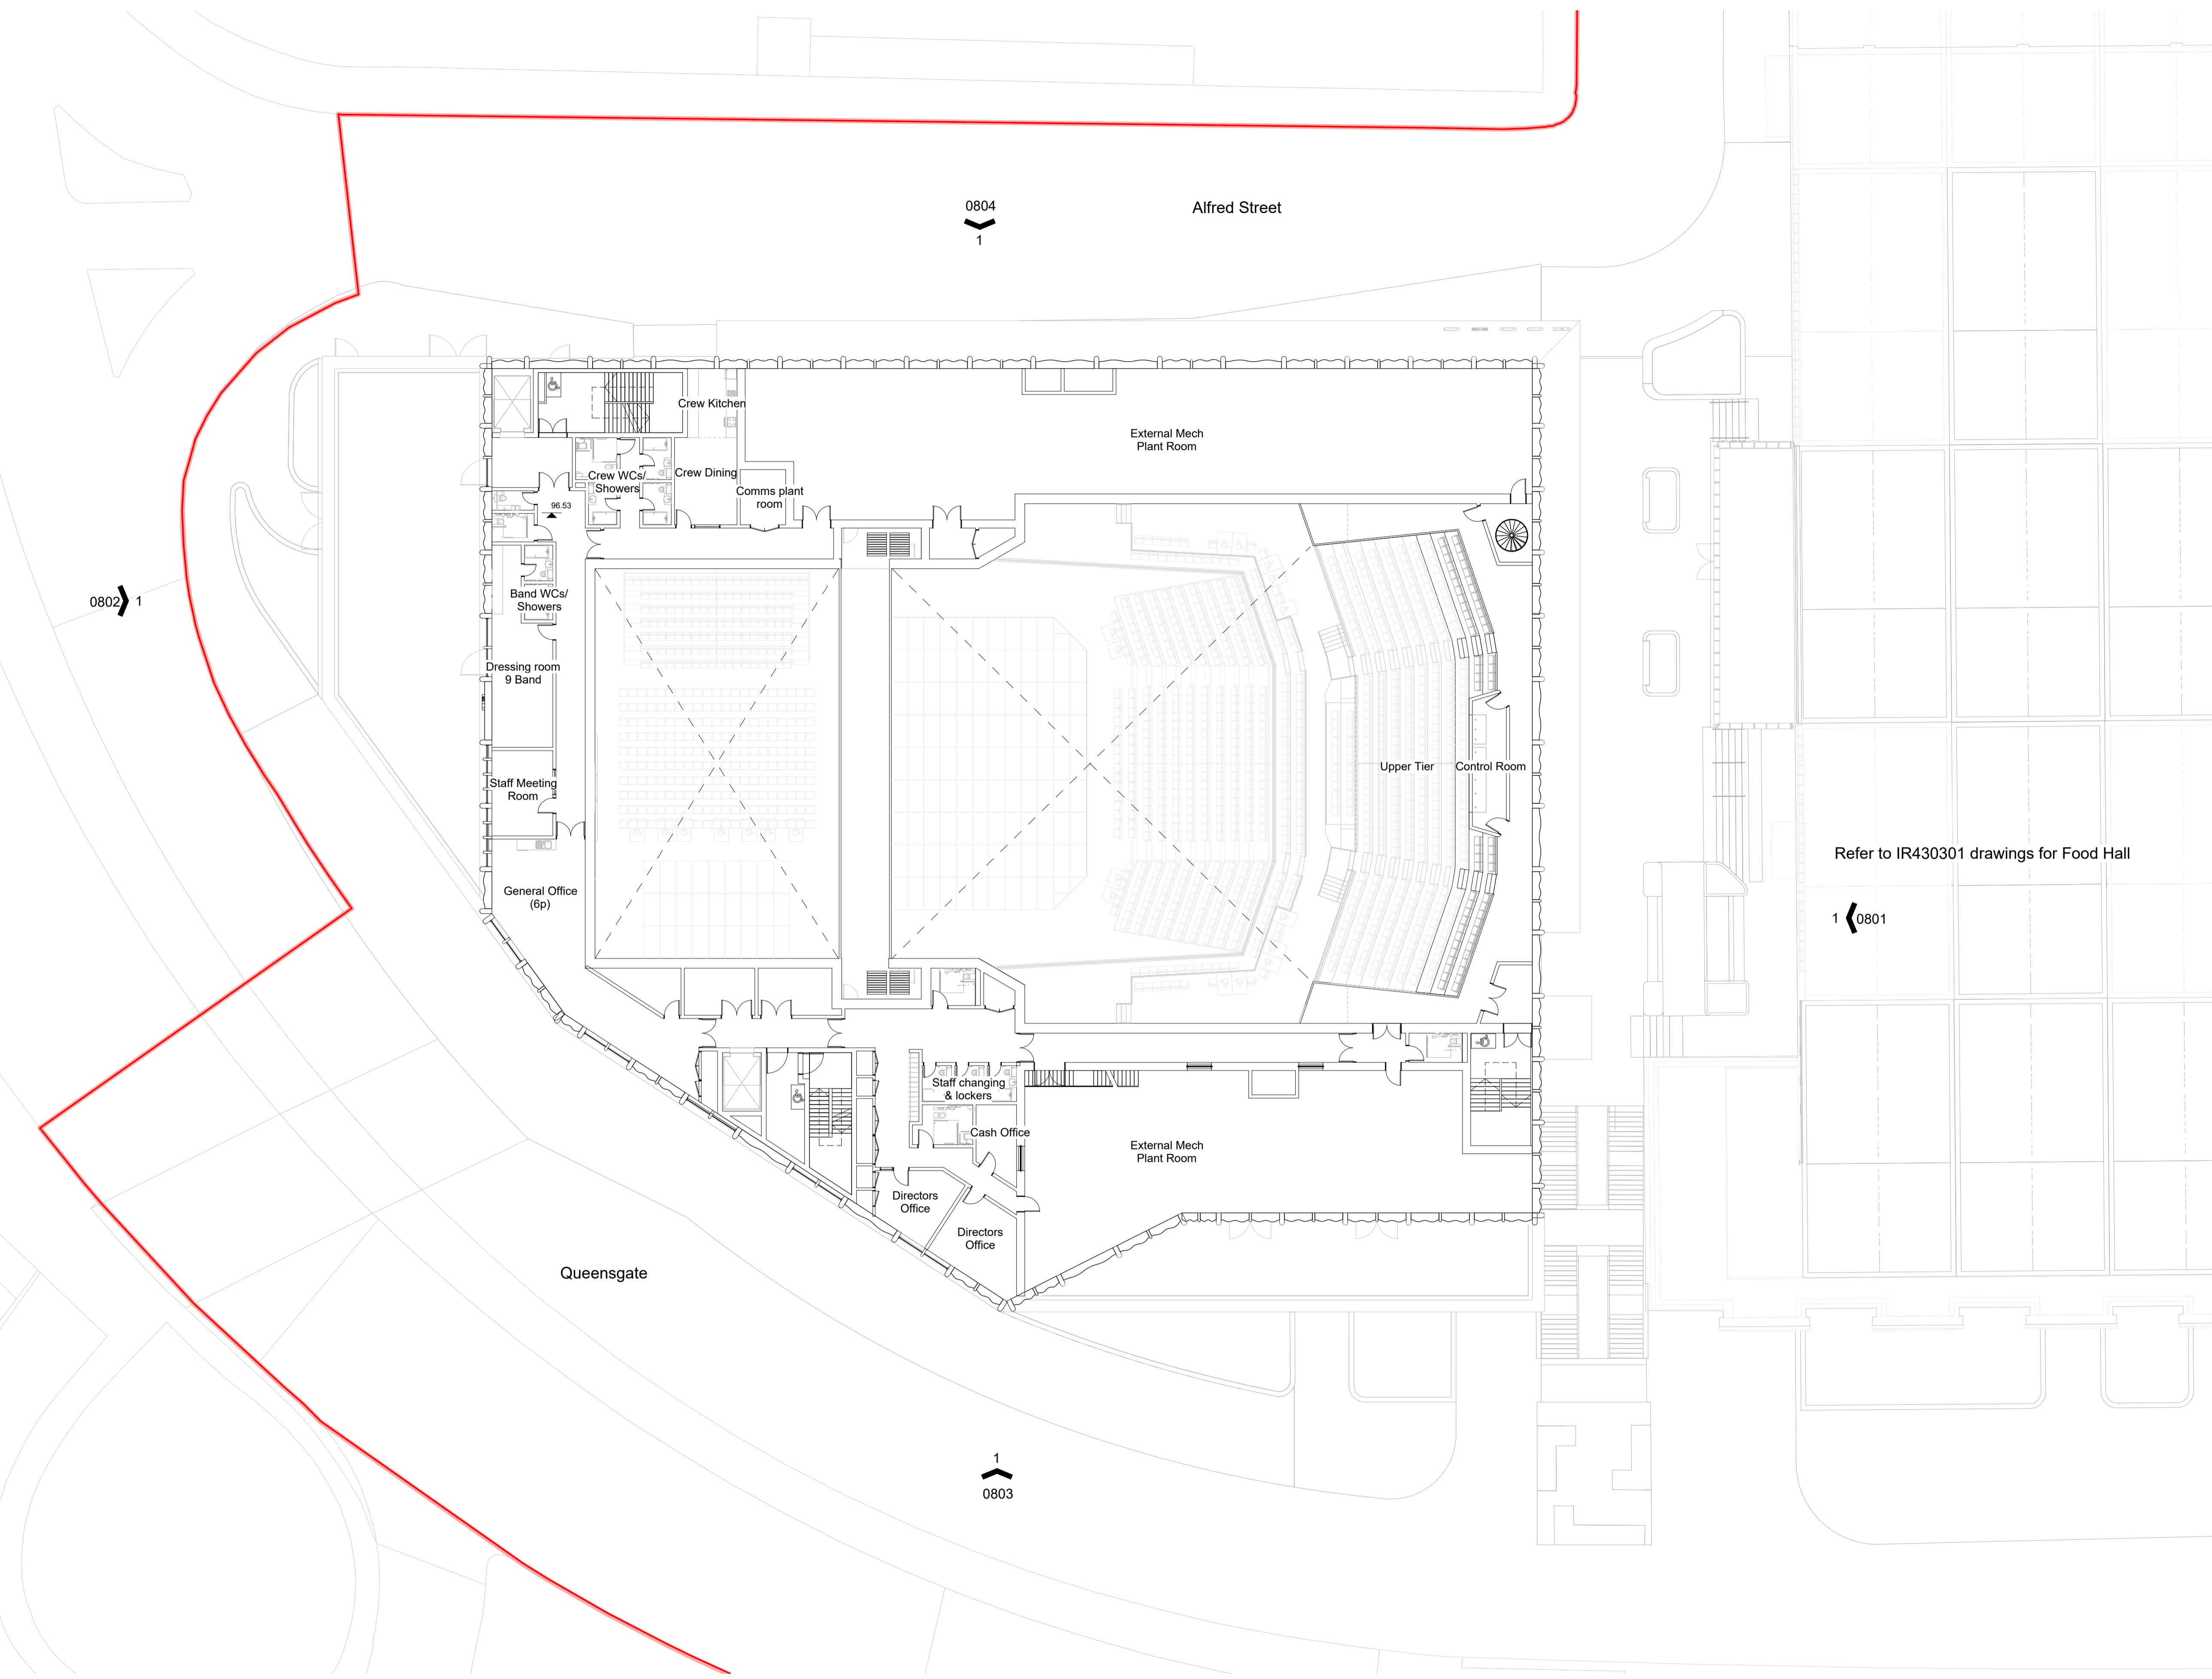 0804
1
Alfred Street
Crew Kitchen
External Mech
Plant Room
Crew WCs/
Showers
Crew Dining
Comms plant
room
96.53
Band WCs/
Showers
0802
1
Dressing room
9 Band
Staff Meeting
Room
Upper Tier
Control Room
Refer to IR430301 drawings for Food Hall
General Office
(6p)
1
0801
Staff changing
& lockers
Cash Office
External Mech
Plant Room
Directors
Office
Directors
Office
Queensgate
1
0803